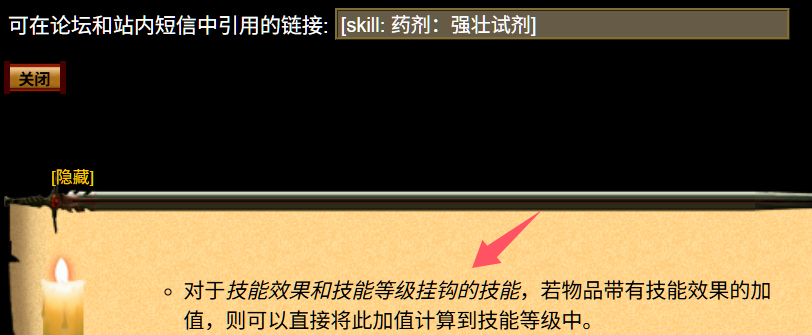 可在论坛和站内短信中引用的链接: [skill: 药剂：强壮试剂]
关闭
[隐藏]
对于技能效果和技能等级挂钩的技能，若物品带有技能效果的加
值，则可以直接将此加值计算到技能等级中。